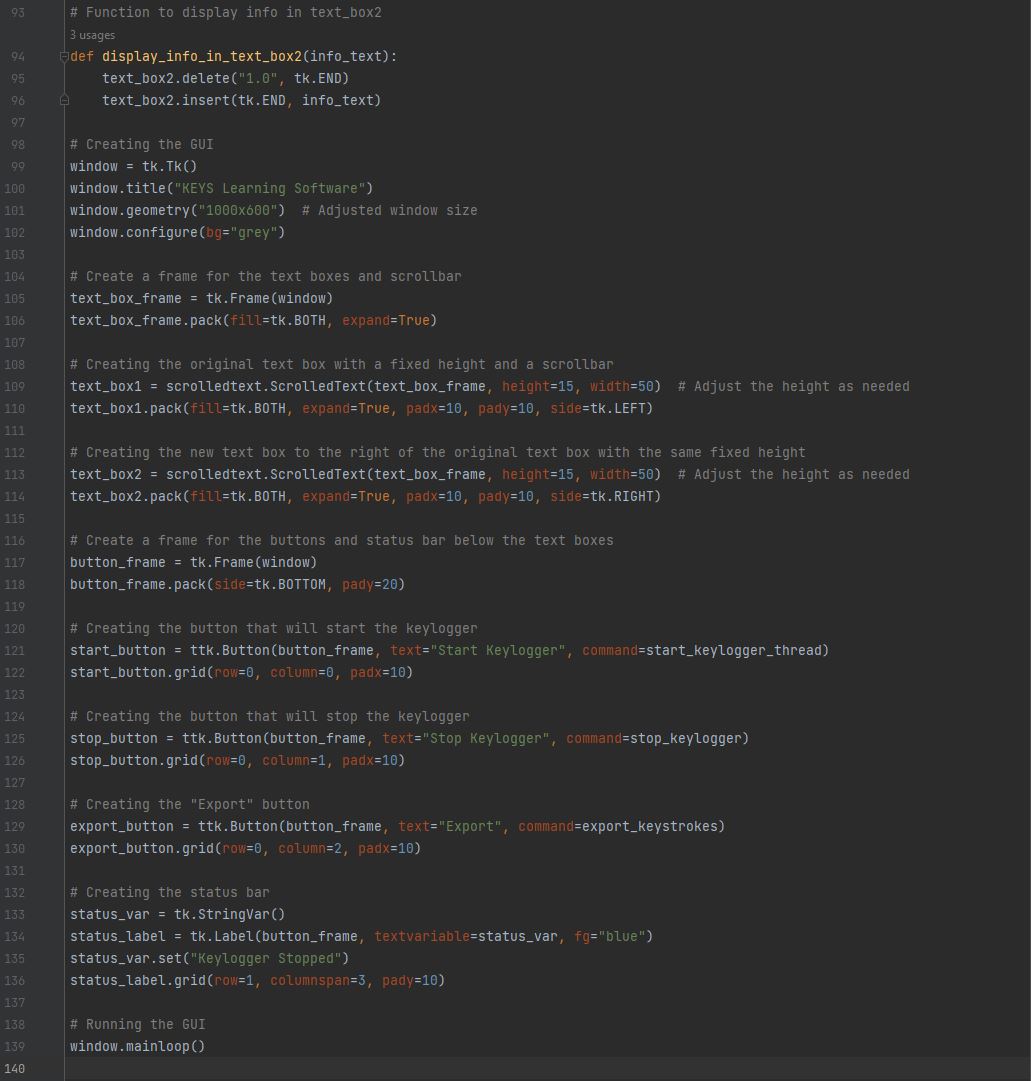 93 # Function to display info in text_box2
3 usages
94 def display_info_in_text_box2(info_text):
95     text_box2.delete("1.0", tk.END)
96     text_box2.insert(tk.END, info_text)
97
98 # Creating the GUI
99 window = tk.Tk()
100 window.title("KEYS Learning Software")
101 window.geometry("1000x600")  # Adjusted window size
102 window.configure(bg="grey")
103
104 # Create a frame for the text boxes and scrollbar
105 text_box_frame = tk.Frame(window)
106 text_box_frame.pack(fill=tk.BOTH, expand=True)
107
108 # Creating the original text box with a fixed height and a scrollbar
109 text_box1 = scrolledtext.ScrolledText(text_box_frame, height=15, width=50)  # Adjust the height as needed
110 text_box1.pack(fill=tk.BOTH, expand=True, padx=10, pady=10, side=tk.LEFT)
111
112 # Creating the new text box to the right of the original text box with the same fixed height
113 text_box2 = scrolledtext.ScrolledText(text_box_frame, height=15, width=50)  # Adjust the height as needed
114 text_box2.pack(fill=tk.BOTH, expand=True, padx=10, pady=10, side=tk.RIGHT)
115
116 # Create a frame for the buttons and status bar below the text boxes
117 button_frame = tk.Frame(window)
118 button_frame.pack(side=tk.BOTTOM, pady=20)
119
120 # Creating the button that will start the keylogger
121 start_button = ttk.Button(button_frame, text="Start Keylogger", command=start_keylogger_thread)
122 start_button.grid(row=0, column=0, padx=10)
123
124 # Creating the button that will stop the keylogger
125 stop_button = ttk.Button(button_frame, text="Stop Keylogger", command=stop_keylogger)
126 stop_button.grid(row=0, column=1, padx=10)
127
128 # Creating the "Export" button
129 export_button = ttk.Button(button_frame, text="Export", command=export_keystrokes)
130 export_button.grid(row=0, column=2, padx=10)
131
132 # Creating the status bar
133 status_var = tk.StringVar()
134 status_label = tk.Label(button_frame, textvariable=status_var, fg="blue")
135 status_var.set("Keylogger Stopped")
136 status_label.grid(row=1, columnspan=3, pady=10)
137
138 # Running the GUI
139 window.mainloop()
140